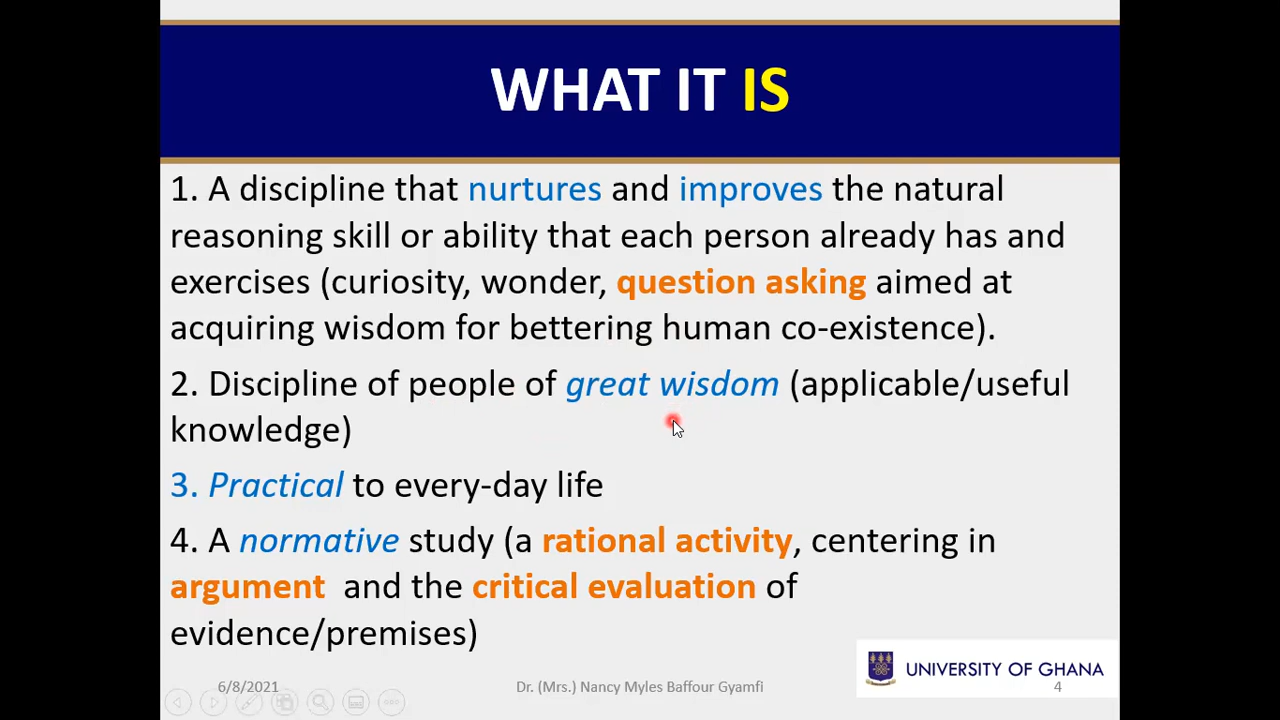 WHAT IT IS
1. A discipline that nurtures and improves the natural
reasoning skill or ability that each person already has and
exercises (curiosity, wonder, question asking aimed at
acquiring wisdom for bettering human co-existence).
2. Discipline of people of great wisdom (applicable/useful
knowledge)
3. Practical to every-day life
4. A normative study (a rational activity, centering in
argument  and the critical evaluation of
evidence/premises)
UNIVERSITY OF GHANA
6/8/2021
Dr. (Mrs.) Nancy Myles Baffour Gyamfi
4